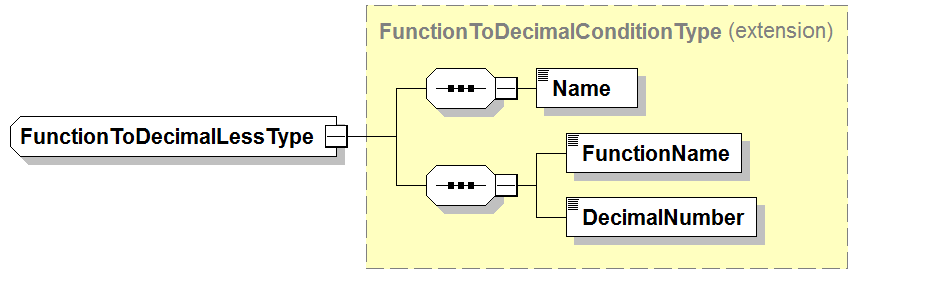 FunctionToDecimalConditionType (extension)
Name
FunctionToDecimalLessType
FunctionName
DecimalNumber